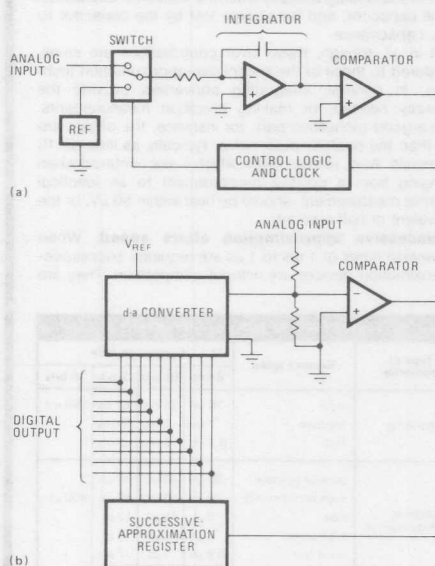 INTEGRATOR
SWITCH
COMPARATOR
ANALOG
INPUT
REF
CONTROL LOGIC
AND CLOCK
(a)
ANALOG INPUT
VREF
COMPARATOR
d-a CONVERTER
DIGITAL
OUTPUT
SUCCESSIVE-
APPROXIMATION
REGISTER
(b)